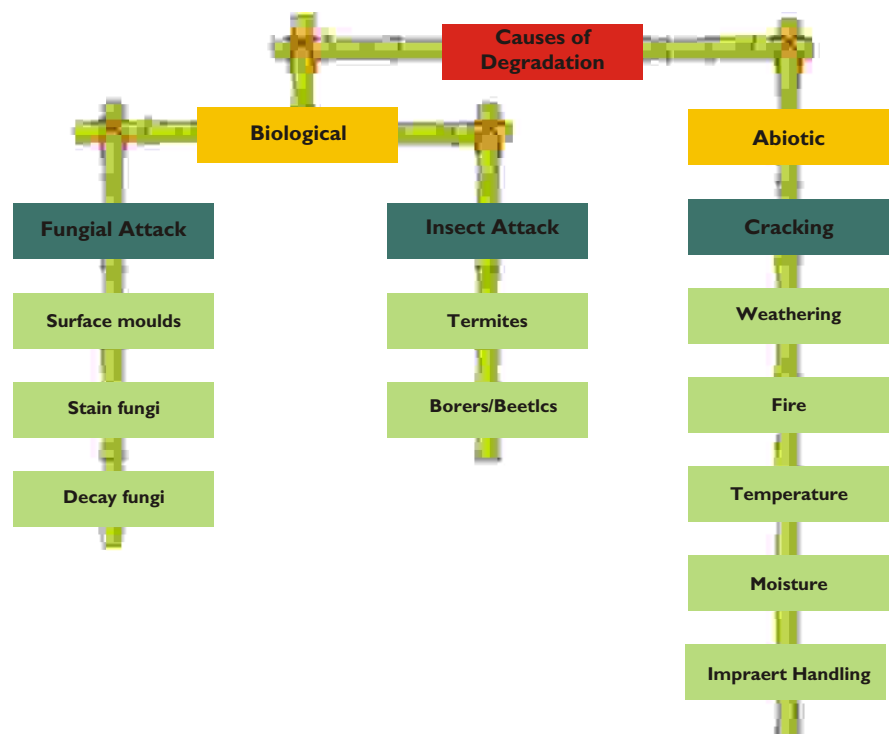 Causes of
Degradation
Biological
Abiotic
Fungial Attack
Insect Attack
Cracking
Surface moulds
Termites
Weathering
Stain fungi
Borers/Beetlcs
Fire
Decay fungi
Temperature
Moisture
Impraert Handling